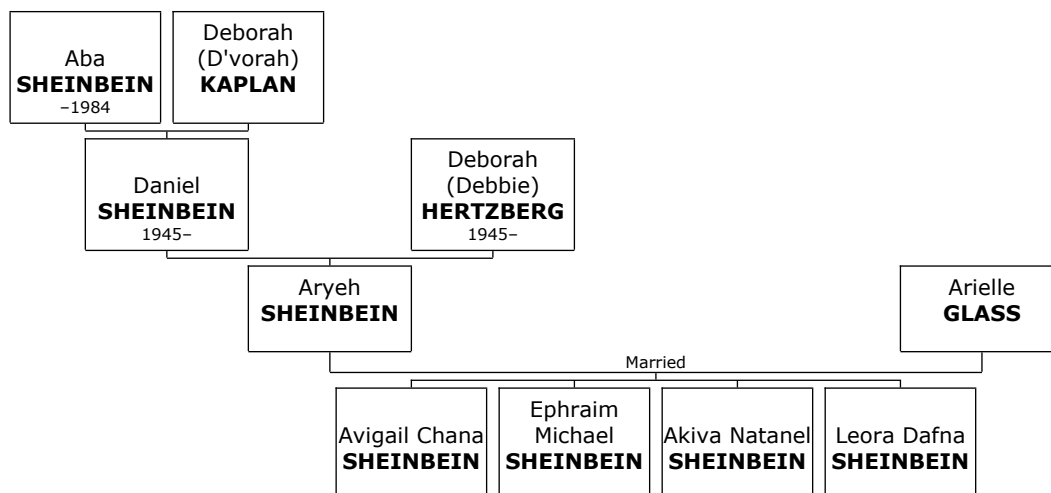 Aba
SHEINBEIN
–1984
Deborah
(D'vorah)
KAPLAN
Daniel
SHEINBEIN
1945–
Deborah
(Debbie)
HERTZBERG
1945–
Aryeh
SHEINBEIN
Arielle
GLASS
Married
Avigail Chana
SHEINBEIN
Ephraim
Michael
SHEINBEIN
Akiva Natanel
SHEINBEIN
Leora Dafna
SHEINBEIN